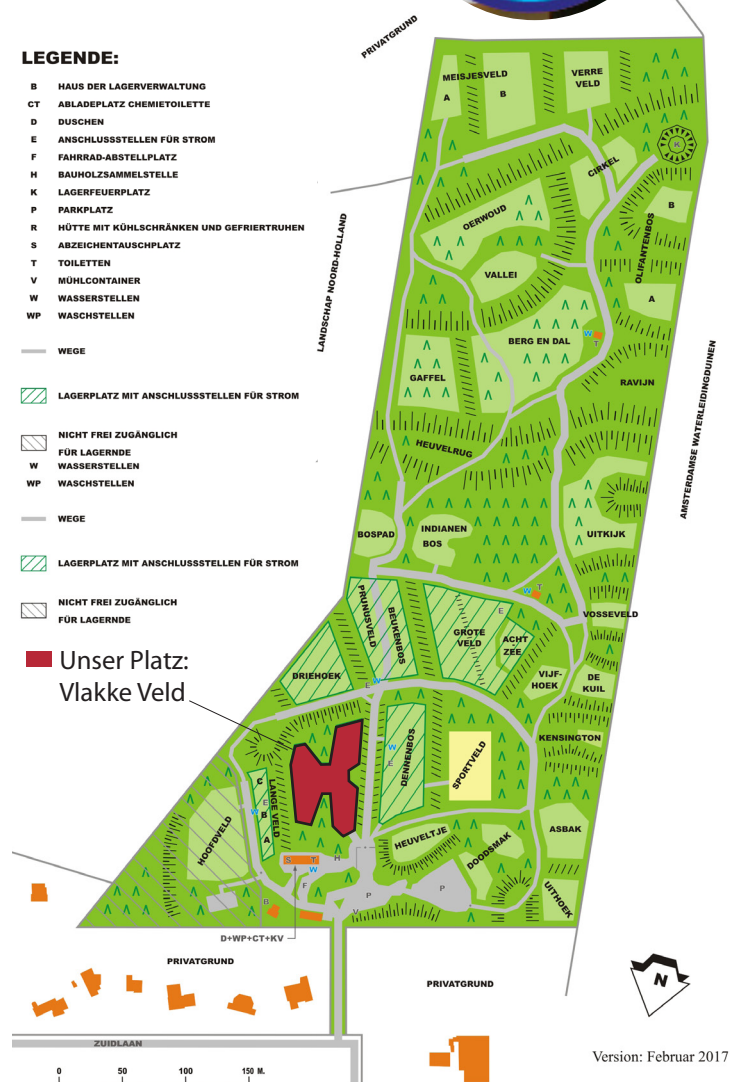 LEGENDE:
B HAUS DER LAGERVERWALTUNG
CT ABLADEPLATZ CHEMIETOILETTE
D DUSCHEN
E ANSCHLUSSSTELLEN FÜR STROM
F FAHRRAD-ABSTELLPLATZ
H BAUHOLZSAMMELSTELLE
K LAGERFEUERPLATZ
P PARKPLATZ
R HÜTTE MIT KÜHLSCHRÄNKEN UND GEFRIERTRUHEN
S ABZEICHENTAUSCHPLATZ
T TOILETTEN
V MÜHLCONTAINER
W WASSERSTELLEN
WP WASCHSTELLEN
WEGE
LAGERPLATZ MIT ANSCHLUSSSTELLEN FÜR STROM
NICHT FREI ZUGÄNGLICH
FÜR LAGERNDE
W WASSERSTELLEN
WP WASCHSTELLEN
WEGE
LAGERPLATZ MIT ANSCHLUSSSTELLEN FÜR STROM
NICHT FREI ZUGÄNGLICH
FÜR LAGERNDE
Unser Platz:
Vlakke Veld
PRIVATGRUND
MEISJESVELD
A
B
VERRE
VELD
K
CIRKEL
B
OERWOUD
OLIFANTENBOS
LANDSCHAP NOORD-HOLLAND
VALLEI
A
W
T
BERG EN DAL
GAFFEL
RAVIJN
AMSTERDAMSE WATERLEIDINGDUINEN
HEUVELRUG
BOSPAD
INDIANEN
BOS
UITKIJK
T
W
PRUNUSVELD
BEUKENBOS
E
GROTE
VELD
ACHT
-
ZEE
VOSSEVELD
DRIEHOEK
VIJF-
HOEK
DE
KUIL
E
W
KENSINGTON
W
E
DENNENBOS
SPORTVELD
C
E
B
W
A
LANGE VELD
HOOFDVELD
ASBAK
HEUVELTJE
DOODSMAK
S
T
H
W
F
P
P
UITHOEK
B
V
D+WP+CT+KV
PRIVATGRUND
PRIVATGRUND
N
ZUIDLAAN
0 50 100 150 M.
Version: Februar 2017